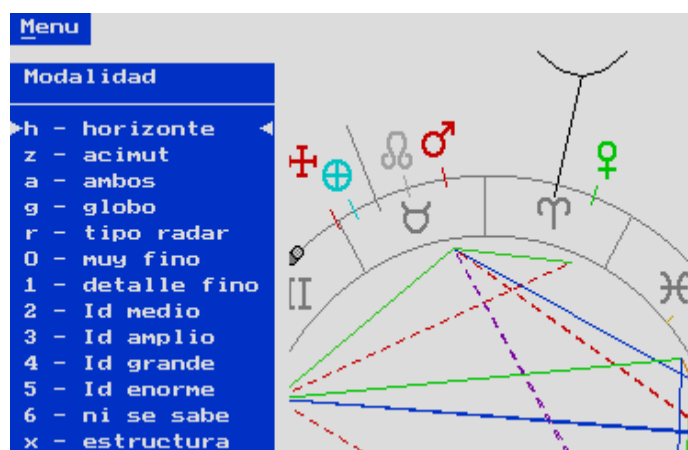 Menu
Modalidad
h - horizonte
z - acimut
a - ambos
g - globo
r - tipo radar
0 - muy fino
1 - detalle fino
2 - Id medio
3 - Id amplio
4 - Id grande
5 - Id enorme
6 - ni se sabe
x - estructura